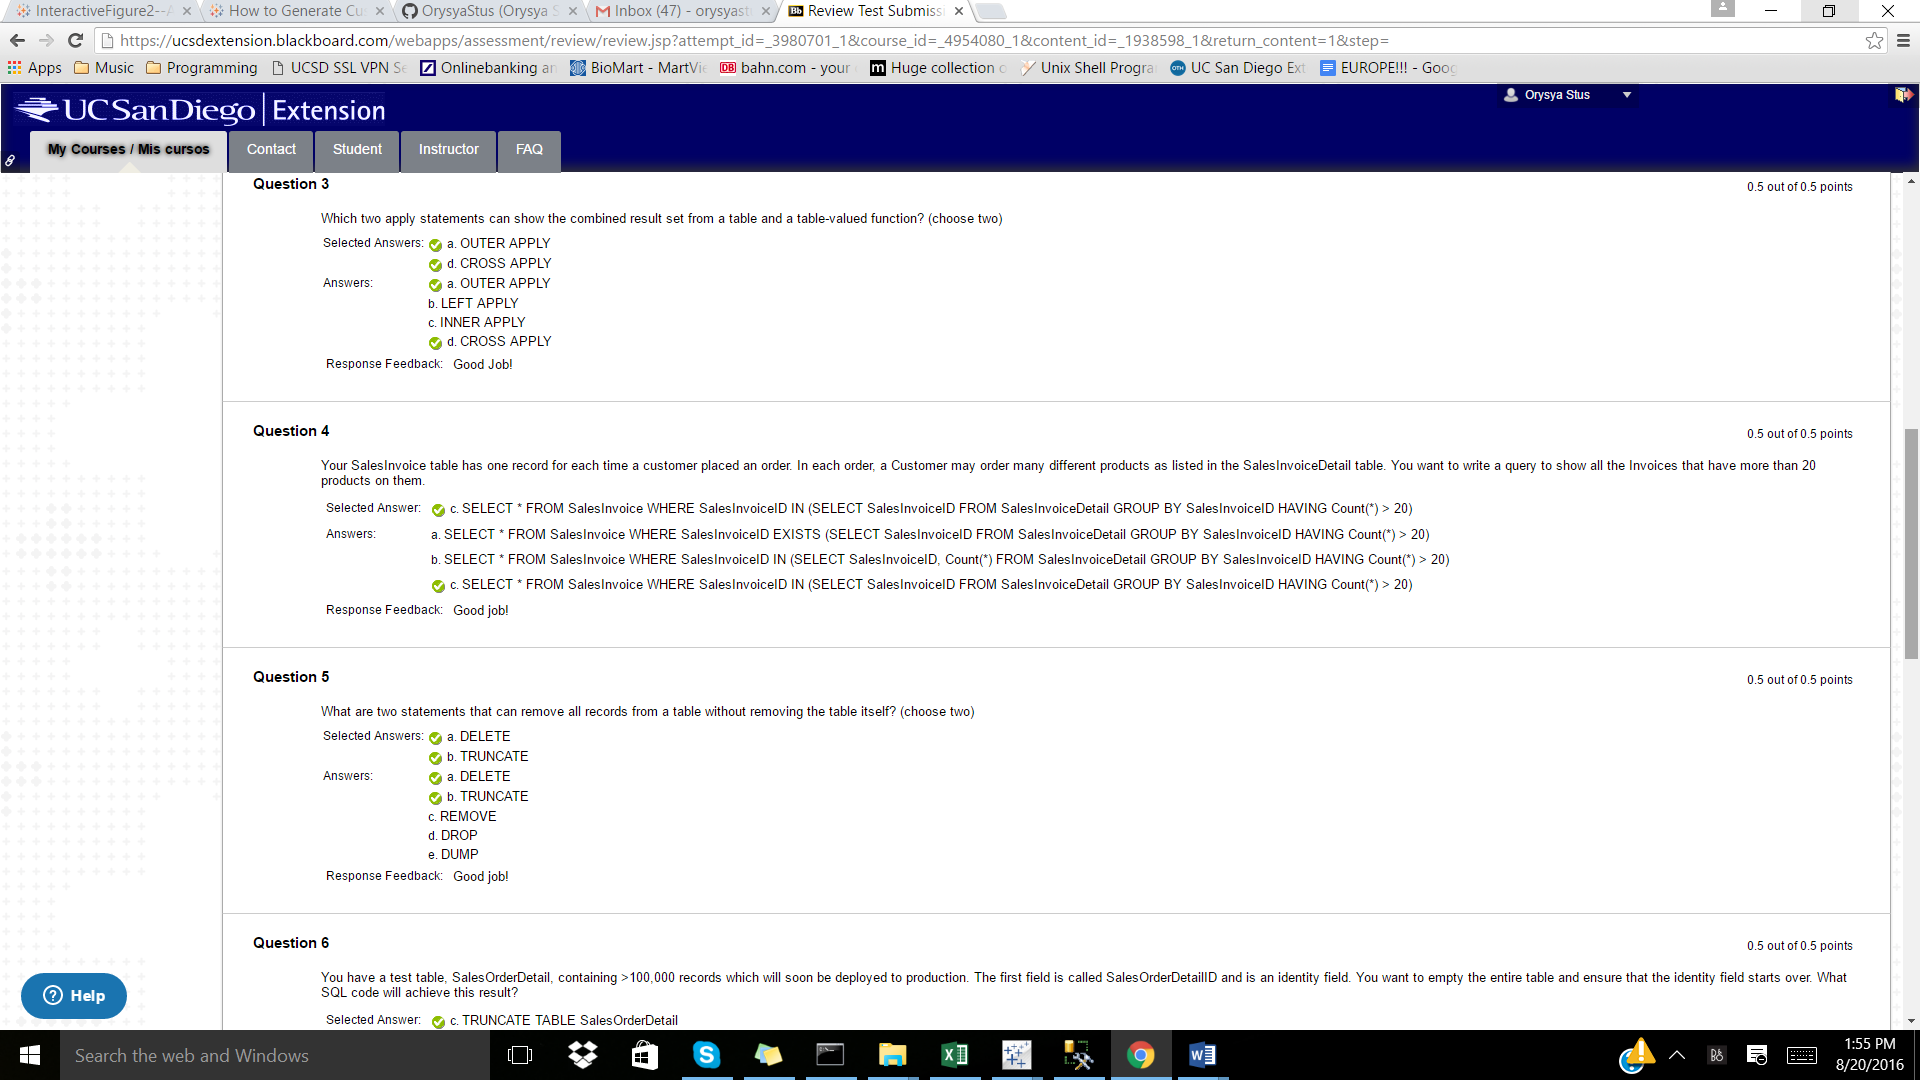 InteractiveFigure2--A
How to Generate Cu
OrysyaStus (Orysya S
Inbox (47) - orysyast
Review Test Submiss
https://ucsdextension.blackboard.com/webapps/assessment/review/review.jsp?attempt_id=_3980701_1&course_id=_4954080_1&content_id=_1938598_1&return_content=1&step=
Apps Music Programming UCSD SSL VPN Se Onlinebanking an BioMart - MartVi bahn.com - your Huge collection o Unix Shell Progra UC San Diego Ext EUROPE!!! - Goog
UC San Diego Extension
Orysya Stus
My Courses / Mis cursos Contact Student Instructor FAQ
Question 3
0.5 out of 0.5 points
Which two apply statements can show the combined result set from a table and a table-valued function? (choose two)
Selected Answers: a. OUTER APPLY
d. CROSS APPLY
Answers: a. OUTER APPLY
b. LEFT APPLY
c. INNER APPLY
d. CROSS APPLY
Response Feedback: Good Job!
Question 4
0.5 out of 0.5 points
Your SalesInvoice table has one record for each time a customer placed an order. In each order, a Customer may order many different products as listed in the SalesInvoiceDetail table. You want to write a query to show all the Invoices that have more than 20
products on them.
Selected Answer: c. SELECT * FROM SalesInvoice WHERE SalesInvoiceID IN (SELECT SalesInvoiceID FROM SalesInvoiceDetail GROUP BY SalesInvoiceID HAVING Count(*) > 20)
Answers: a. SELECT * FROM SalesInvoice WHERE SalesInvoiceID EXISTS (SELECT SalesInvoiceID FROM SalesInvoiceDetail GROUP BY SalesInvoiceID HAVING Count(*) > 20)
b. SELECT * FROM SalesInvoice WHERE SalesInvoiceID IN (SELECT SalesInvoiceID, Count(*) FROM SalesInvoiceDetail GROUP BY SalesInvoiceID HAVING Count(*) > 20)
c. SELECT * FROM SalesInvoice WHERE SalesInvoiceID IN (SELECT SalesInvoiceID FROM SalesInvoiceDetail GROUP BY SalesInvoiceID HAVING Count(*) > 20)
Response Feedback: Good job!
Question 5
0.5 out of 0.5 points
What are two statements that can remove all records from a table without removing the table itself? (choose two)
Selected Answers: a. DELETE
b. TRUNCATE
Answers: a. DELETE
b. TRUNCATE
c. REMOVE
d. DROP
e. DUMP
Response Feedback: Good job!
Question 6
0.5 out of 0.5 points
You have a test table, SalesOrderDetail, containing >100,000 records which will soon be deployed to production. The first field is called SalesOrderDetailID and is an identity field. You want to empty the entire table and ensure that the identity field starts over. What
SQL code will achieve this result?
Selected Answer: c. TRUNCATE TABLE SalesOrderDetail
Help
Search the web and Windows
1:55 PM
8/20/2016